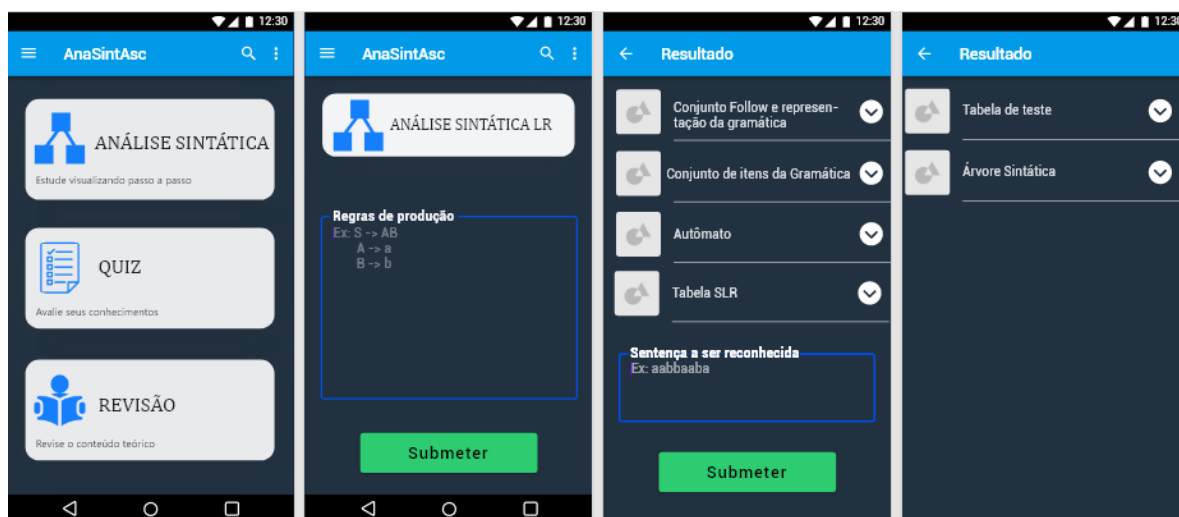 12:30
AnaSintAsc
ANÁLISE SINTÁTICA
Estude visualizando passo a passo
QUIZ
Avalie seus conhecimentos
REVISÃO
Revise o conteúdo teórico
12:30
AnaSintAsc
ANÁLISE SINTÁTICA LR
Regras de produção
Ex: S -> AB
A -> a
B -> b
Submeter
12:30
Resultado
Conjunto Follow e represen-
tação da gramática
Conjunto de itens da Gramática
Autômato
Tabela SLR
Sentença a ser reconhecida
Ex: aabbaaba
Submeter
12:30
Resultado
Tabela de teste
Árvore Sintática